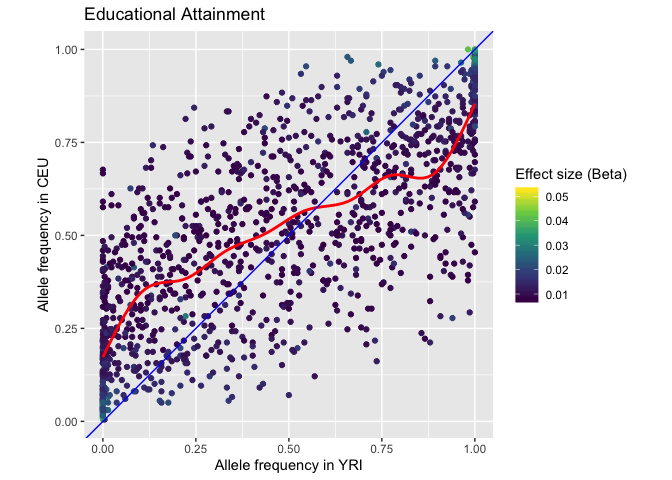 Educational Attainment
1.00
0.75
0.50
0.25
0.00
Allele frequency in CEU
0.00 0.25 0.50 0.75 1.00
Allele frequency in YRI
Effect size (Beta)
0.05
0.04
0.03
0.02
0.01